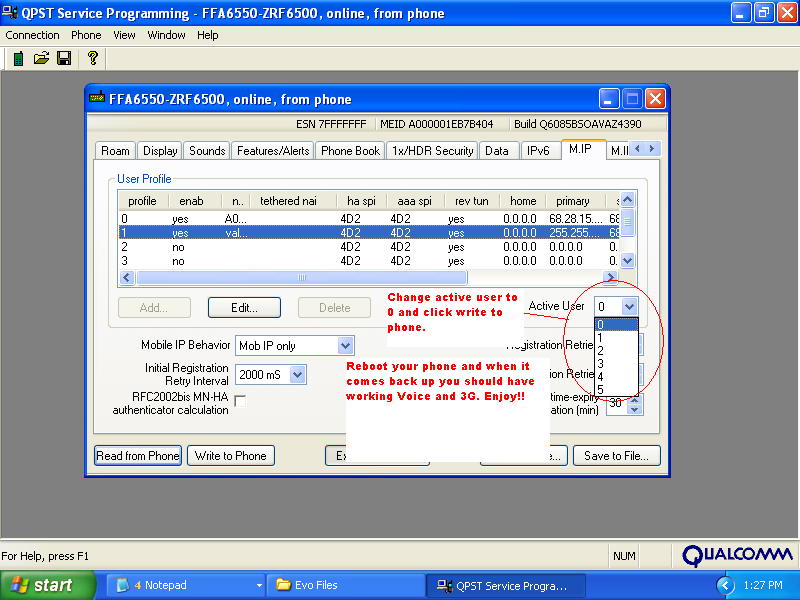 QPST Service Programming - FFA6550-ZRF6500, online, from phone
Connection Phone View Window Help
FFA6550-ZRF6500, online, from phone
ESN 7FFFFFFF MEID A000001EB7B404 Build Q6085BSOAVAZ4390
Roam Display Sounds Features/Alerts Phone Book 1x/HDR Security Data IPv6 M.IP M.II
User Profile
profile enab n.. tethered nai ha spi aaa spi rev tun home primary s
0 yes A0... 4D2 4D2 yes 0.0.0.0 68.28.15.... 68
1 yes val... 4D2 4D2 yes 0.0.0.0 255.255.... 68
2 no 4D2 4D2 yes 0.0.0.0 0.0.0.0 0.
3 no 4D2 4D2 yes 0.0.0.0 0.0.0.0 0.
Add... Edit... Delete
Change active user to
0 and click write to
phone.
Active User 0
0
1
2
3
4
5
Mobile IP Behavior Mob IP only
Registration Retrie
Initial Registration
Retry Interval 2000 mS
on Retrie
RFC2002bis MN-HA
authenticator calculation
time-expiry
ation (min) 30
Reboot your phone and when it
comes back up you should have
working Voice and 3G. Enjoy!!
Read from Phone Write to Phone Ex e... Save to File...
For Help, press F1 NUM QUALCOMM
start 4 Notepad Evo Files QPST Service Progra... 1:27 PM